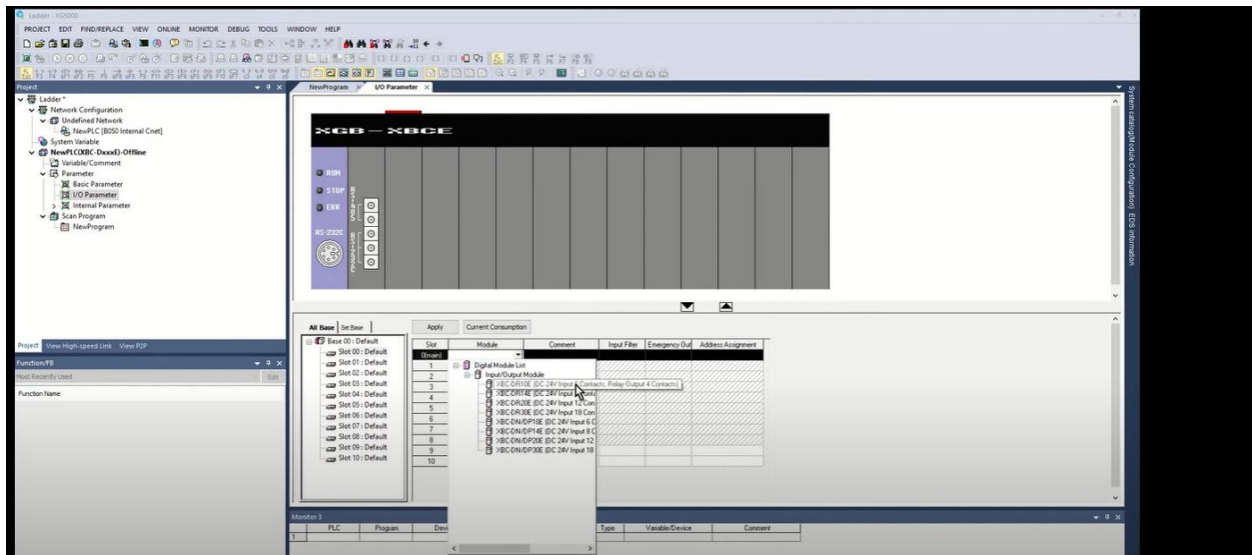 Ladder - XG5000
PROJECT EDIT FIND/REPLACE VIEW ONLINE MONITOR DEBUG TOOLS WINDOW HELP
Project
NewProgram I/O Parameter
Ladder *
Network Configuration
Undefined Network
NewPLC [B0S0 Internal Cnet]
System Variable
NewPLC(XBC-DxxxE)-Offline
Variable/Comment
Parameter
Basic Parameter
I/O Parameter
Internal Parameter
Scan Program
NewProgram
XGB - XBCE
RUN
STOP
ERR
RS-232C
System catalog(Module Configuration) EDS information
Project View High-speed Link View P2P
Function/FB
Most Recently Used Edit
Function Name
All Base Set Base
Apply Current Consumption
Base 00 : Default
Slot 00 : Default
Slot 01 : Default
Slot 02 : Default
Slot 03 : Default
Slot 04 : Default
Slot 05 : Default
Slot 06 : Default
Slot 07 : Default
Slot 08 : Default
Slot 09 : Default
Slot 10 : Default
Slot Module Comment Input Filter Emergency Out Address Assignment
0(main)
1
2
3
4
5
6
7
8
9
10
Digital Module List
Input/Output Module
XBC-DR10E (DC 24V Input 6 Contacts, Relay Output 4 Contacts)
XBC-DR14E (DC 24V Input
XBC-DR20E (DC 24V Input 12 Con
XBC-DR30E (DC 24V Input 18 Con
XBC-DN/DP10E (DC 24V Input 6 C
XBC-DN/DP14E (DC 24V Input 8 C
XBC-DN/DP20E (DC 24V Input 12
XBC-DN/DP30E (DC 24V Input 18
Monitor 3
PLC Program Devi Type Variable/Device Comment
1